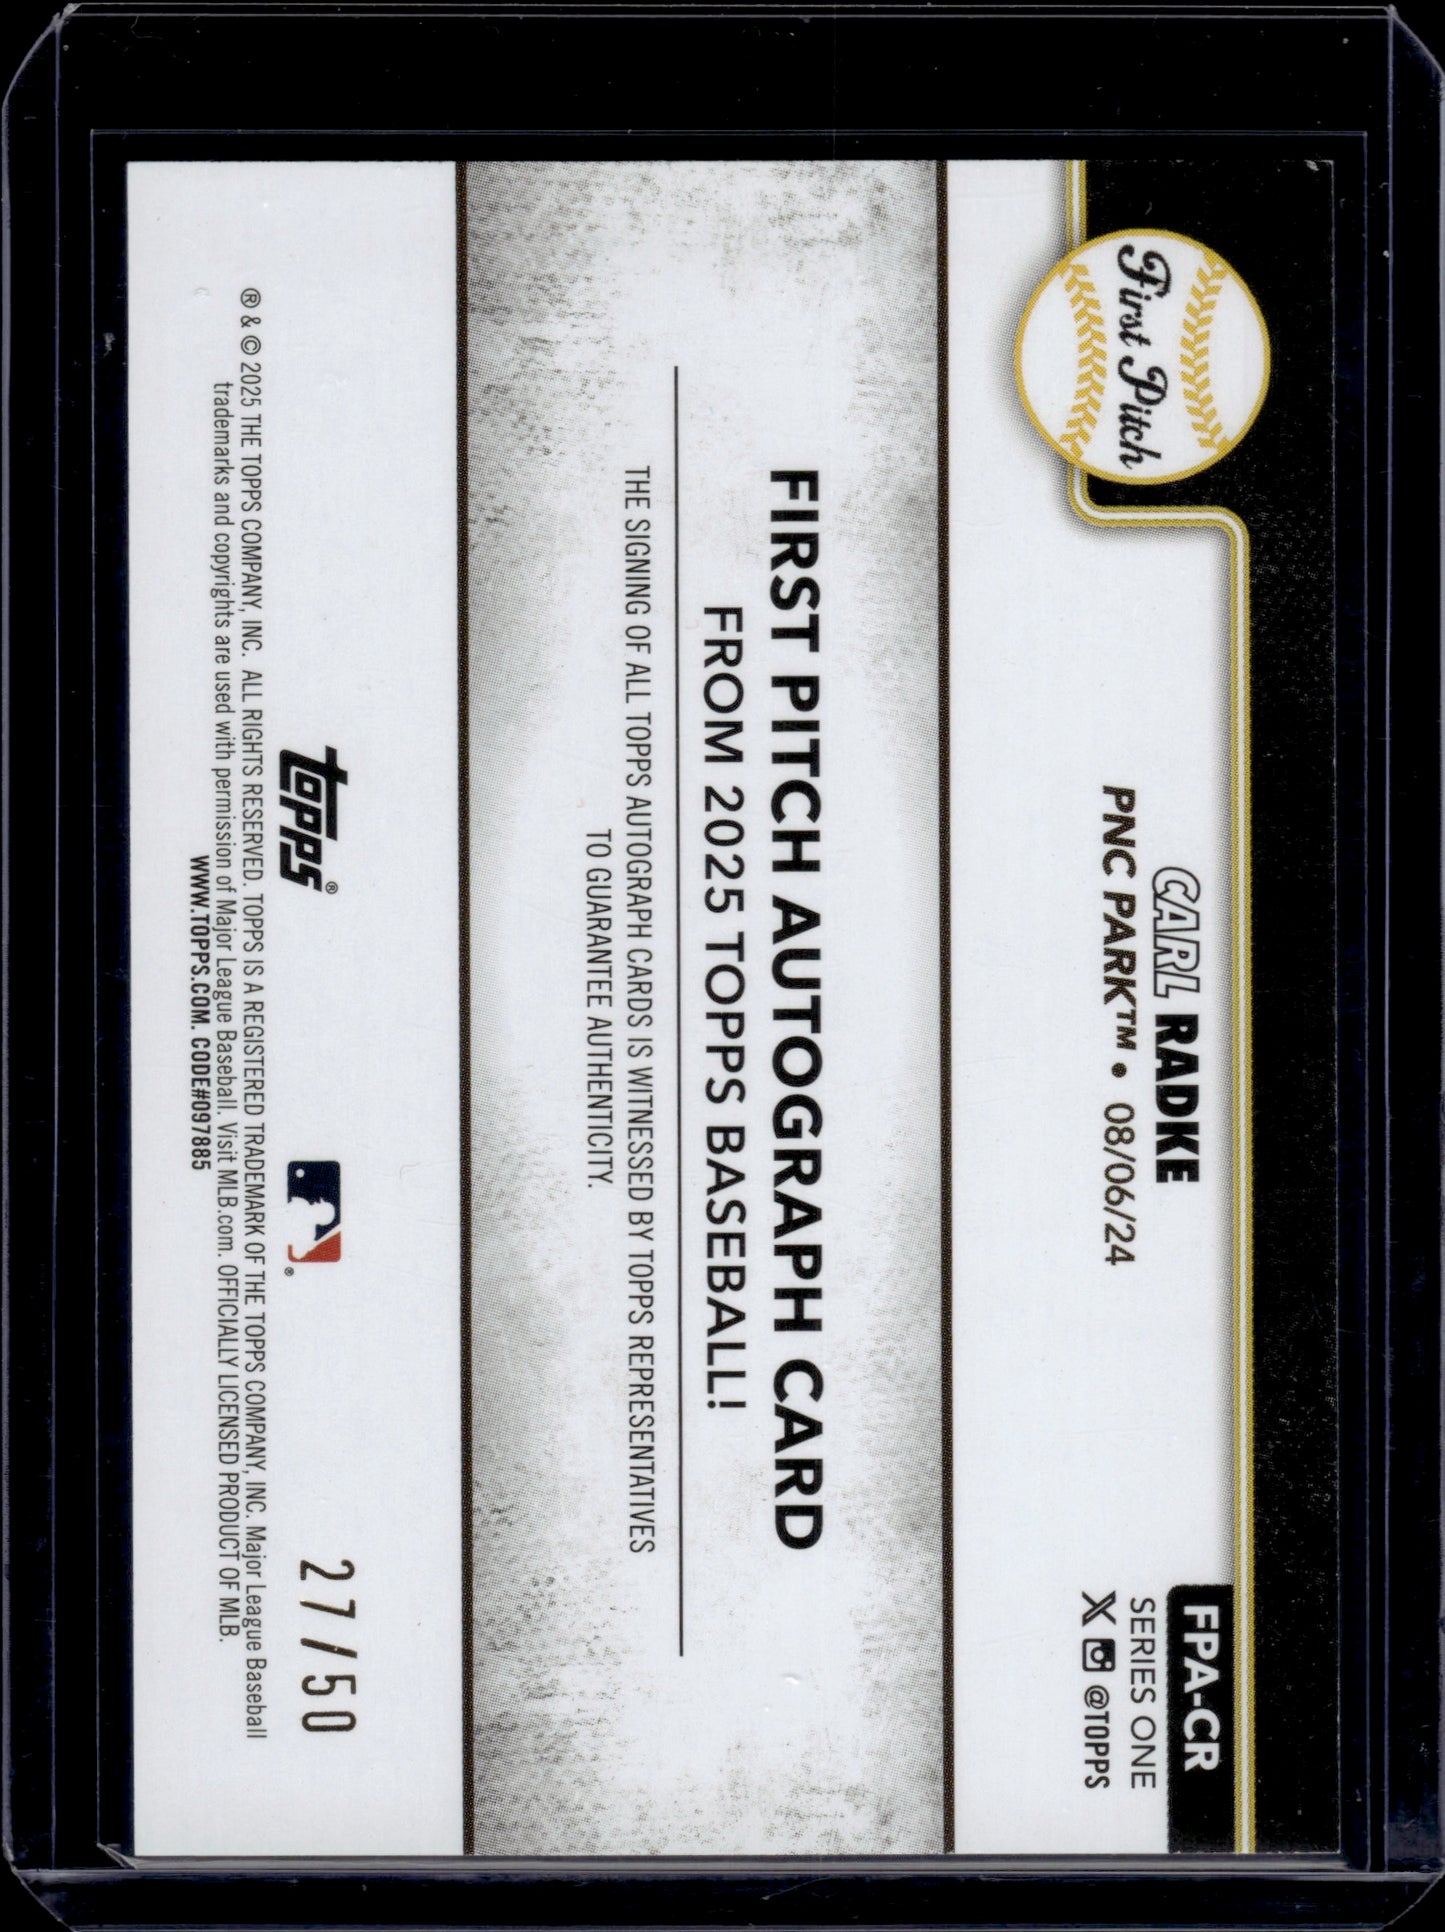 First Pitch
CARL RADKE
PNC PARK™ • 08/06/24
FPA-CR
SERIES ONE
X @TOPPS
FIRST PITCH AUTOGRAPH CARD
FROM 2025 TOPPS BASEBALL!
THE SIGNING OF ALL TOPPS AUTOGRAPH CARDS IS WITNESSED BY TOPPS REPRESENTATIVES
TO GUARANTEE AUTHENTICITY.
topps®
®
27/50
® & © 2025 THE TOPPS COMPANY, INC. ALL RIGHTS RESERVED. TOPPS IS A REGISTERED TRADEMARK OF THE TOPPS COMPANY, INC. Major League Baseball
trademarks and copyrights are used with permission of Major League Baseball. Visit MLB.com. OFFICIALLY LICENSED PRODUCT OF MLB.
WWW.TOPPS.COM. CODE#097885